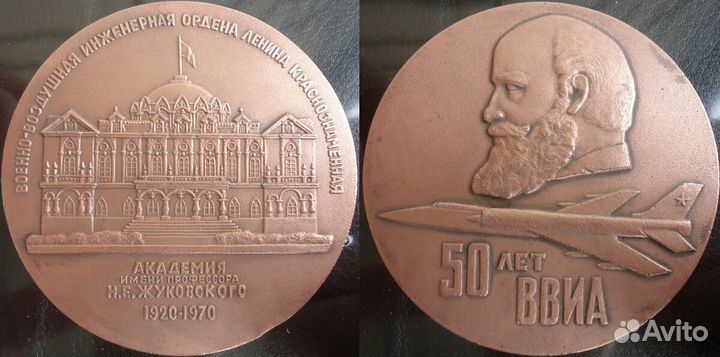 ВОЕННО-ВОЗДУШНАЯ ИНЖЕНЕРНАЯ ОРДЕНА ЛЕНИНА КРАСНОЗНАМЕННАЯ
АКАДЕМИЯ
ИМЕНИ ПРОФЕССОРА
Н.Е. ЖУКОВСКОГО
1920-1970
50 ЛЕТ
ВВИА
Avito